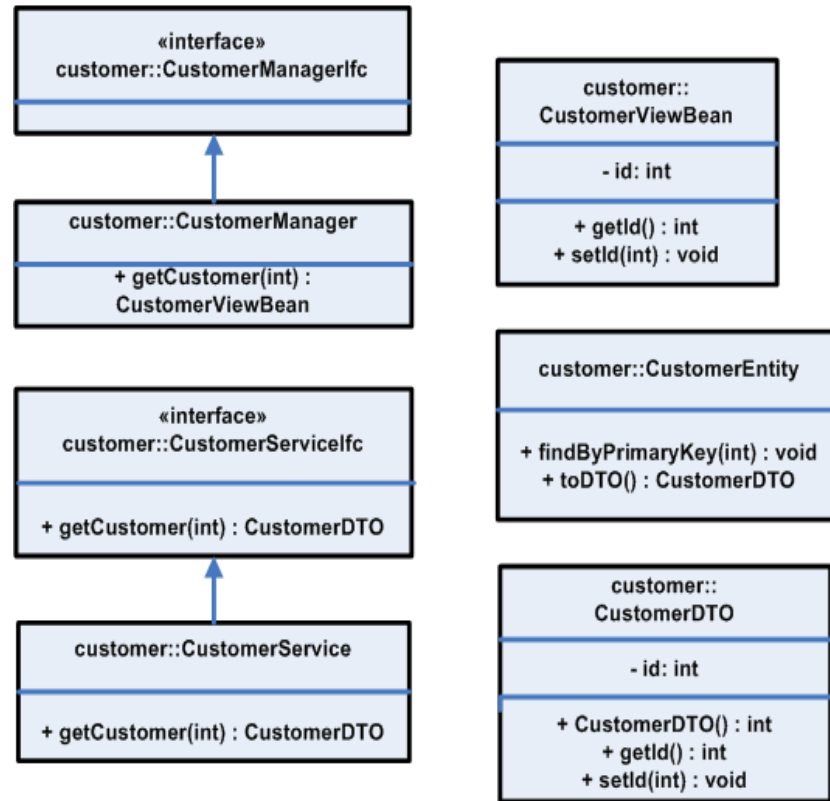 «interface»
customer::CustomerManagerIfc
customer::CustomerManager
+ getCustomer(int) :
CustomerViewBean
«interface»
customer::CustomerServiceIfc
+ getCustomer(int) : CustomerDTO
customer::CustomerService
+ getCustomer(int) : CustomerDTO
customer::
CustomerViewBean
- id: int
+ getId() : int
+ setId(int) : void
customer::CustomerEntity
+ findByPrimaryKey(int) : void
+ toDTO() : CustomerDTO
customer::
CustomerDTO
- id: int
+ CustomerDTO() : int
+ getId() : int
+ setId(int) : void